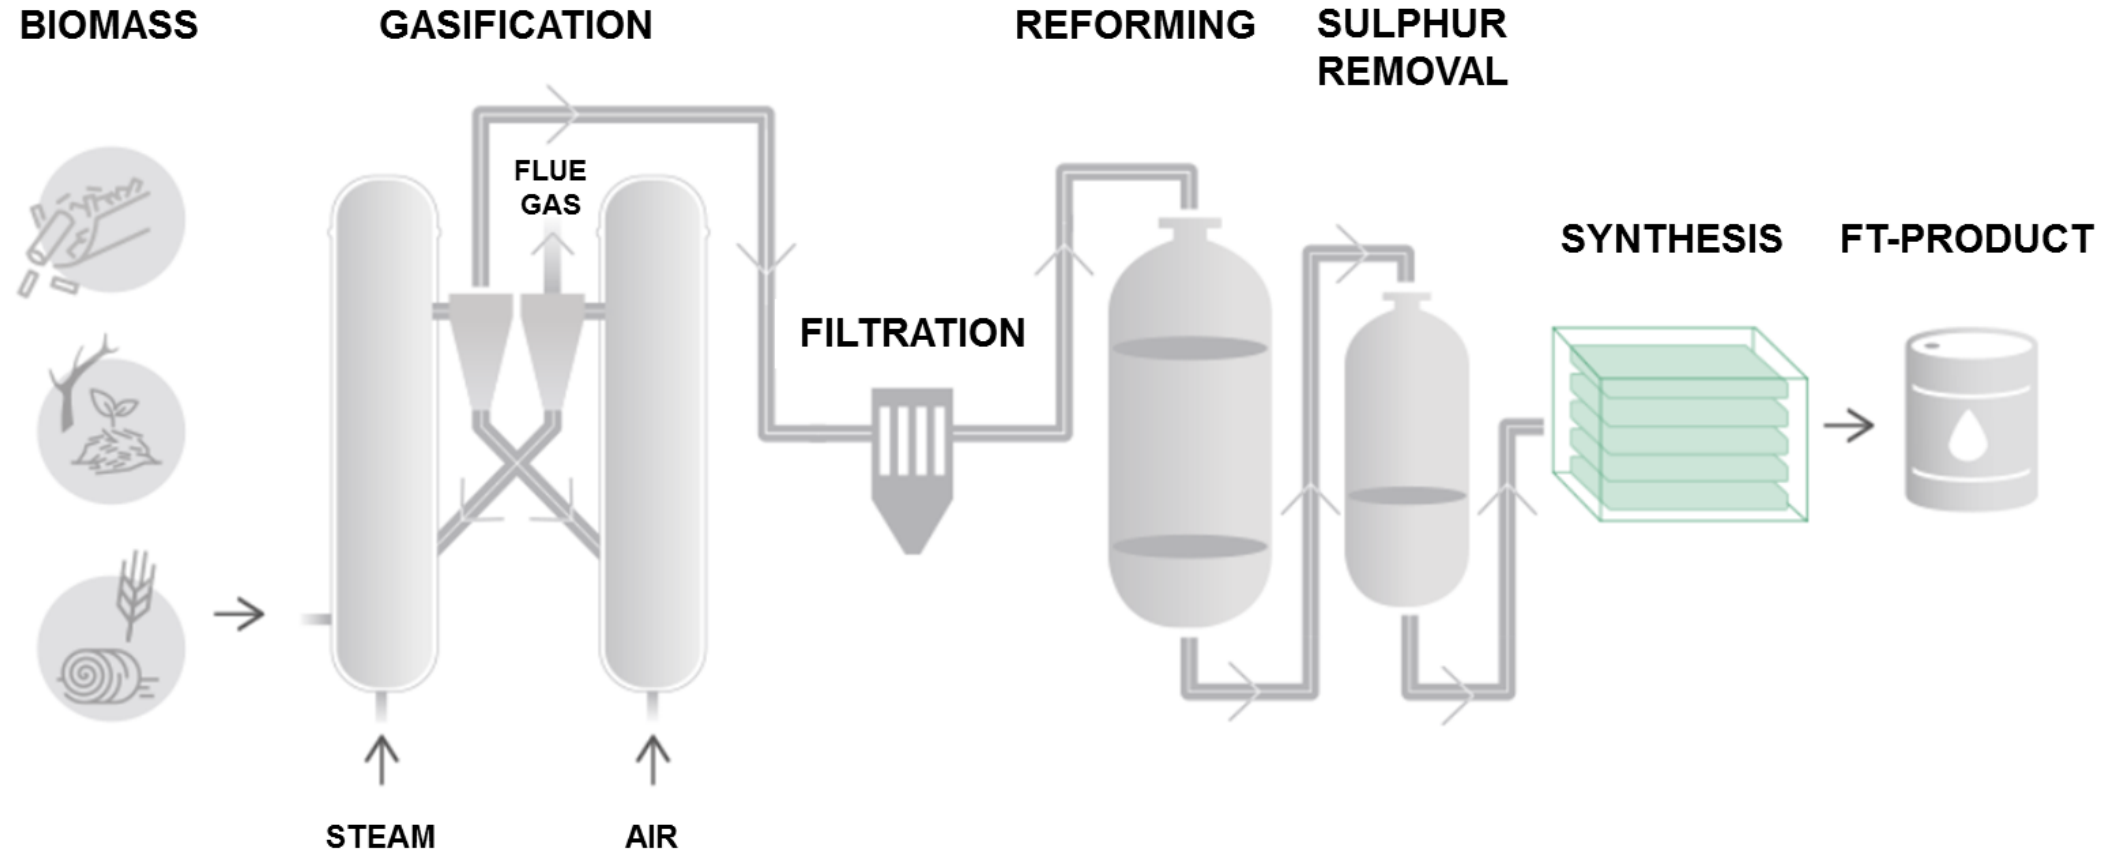 BIOMASS
GASIFICATION
REFORMING
SULPHUR
REMOVAL
FLUE
GAS
SYNTHESIS
FT-PRODUCT
FILTRATION
STEAM
AIR